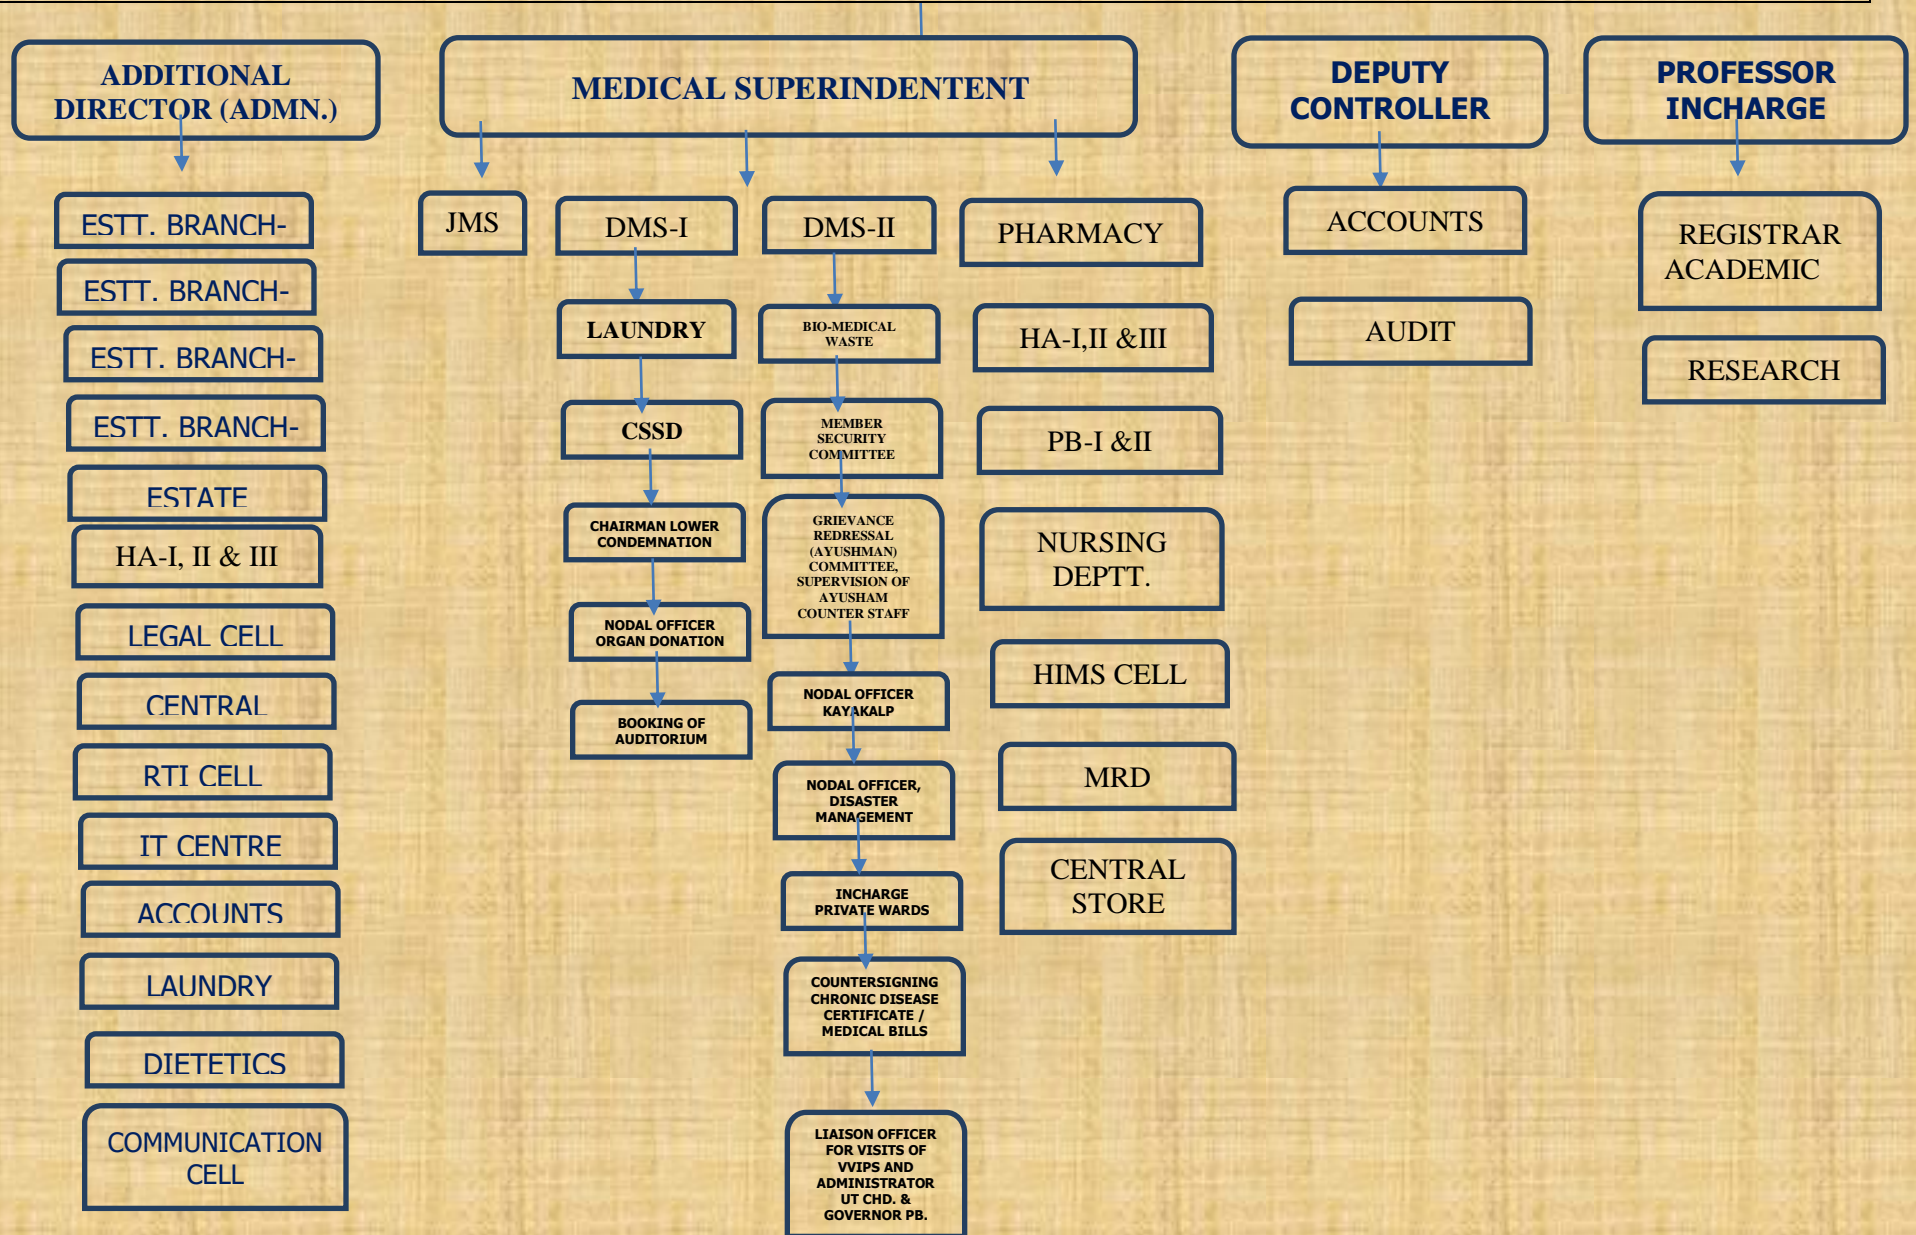 ADDITIONAL
DIRECTOR (ADMN.)
ESTT. BRANCH-
ESTT. BRANCH-
ESTT. BRANCH-
ESTT. BRANCH-
ESTATE
HA-I, II & III
LEGAL CELL
CENTRAL
RTI CELL
IT CENTRE
ACCOUNTS
LAUNDRY
DIETETICS
COMMUNICATION
CELL
MEDICAL SUPERINDENTENT
JMS
DMS-I
LAUNDRY
CSSD
CHAIRMAN LOWER
CONDEMNATION
NODAL OFFICER
ORGAN DONATION
BOOKING OF
AUDITORIUM
DMS-II
BIO-MEDICAL
WASTE
MEMBER
SECURITY
COMMITTEE
GRIEVANCE
REDRESSAL
(AYUSHMAN)
COMMITTEE,
SUPERVISION OF
AYUSHAM
COUNTER STAFF
NODAL OFFICER
KAYAKALP
NODAL OFFICER,
DISASTER
MANAGEMENT
INCHARGE
PRIVATE WARDS
COUNTERSIGNING
CHRONIC DISEASE
CERTIFICATE /
MEDICAL BILLS
LIAISON OFFICER
FOR VISITS OF
VVIPS AND
ADMINISTRATOR
UT CHD. &
GOVERNOR PB.
PHARMACY
HA-I,II &III
PB-I &II
NURSING
DEPTT.
HIMS CELL
MRD
CENTRAL
STORE
DEPUTY
CONTROLLER
ACCOUNTS
AUDIT
PROFESSOR
INCHARGE
REGISTRAR
ACADEMIC
RESEARCH